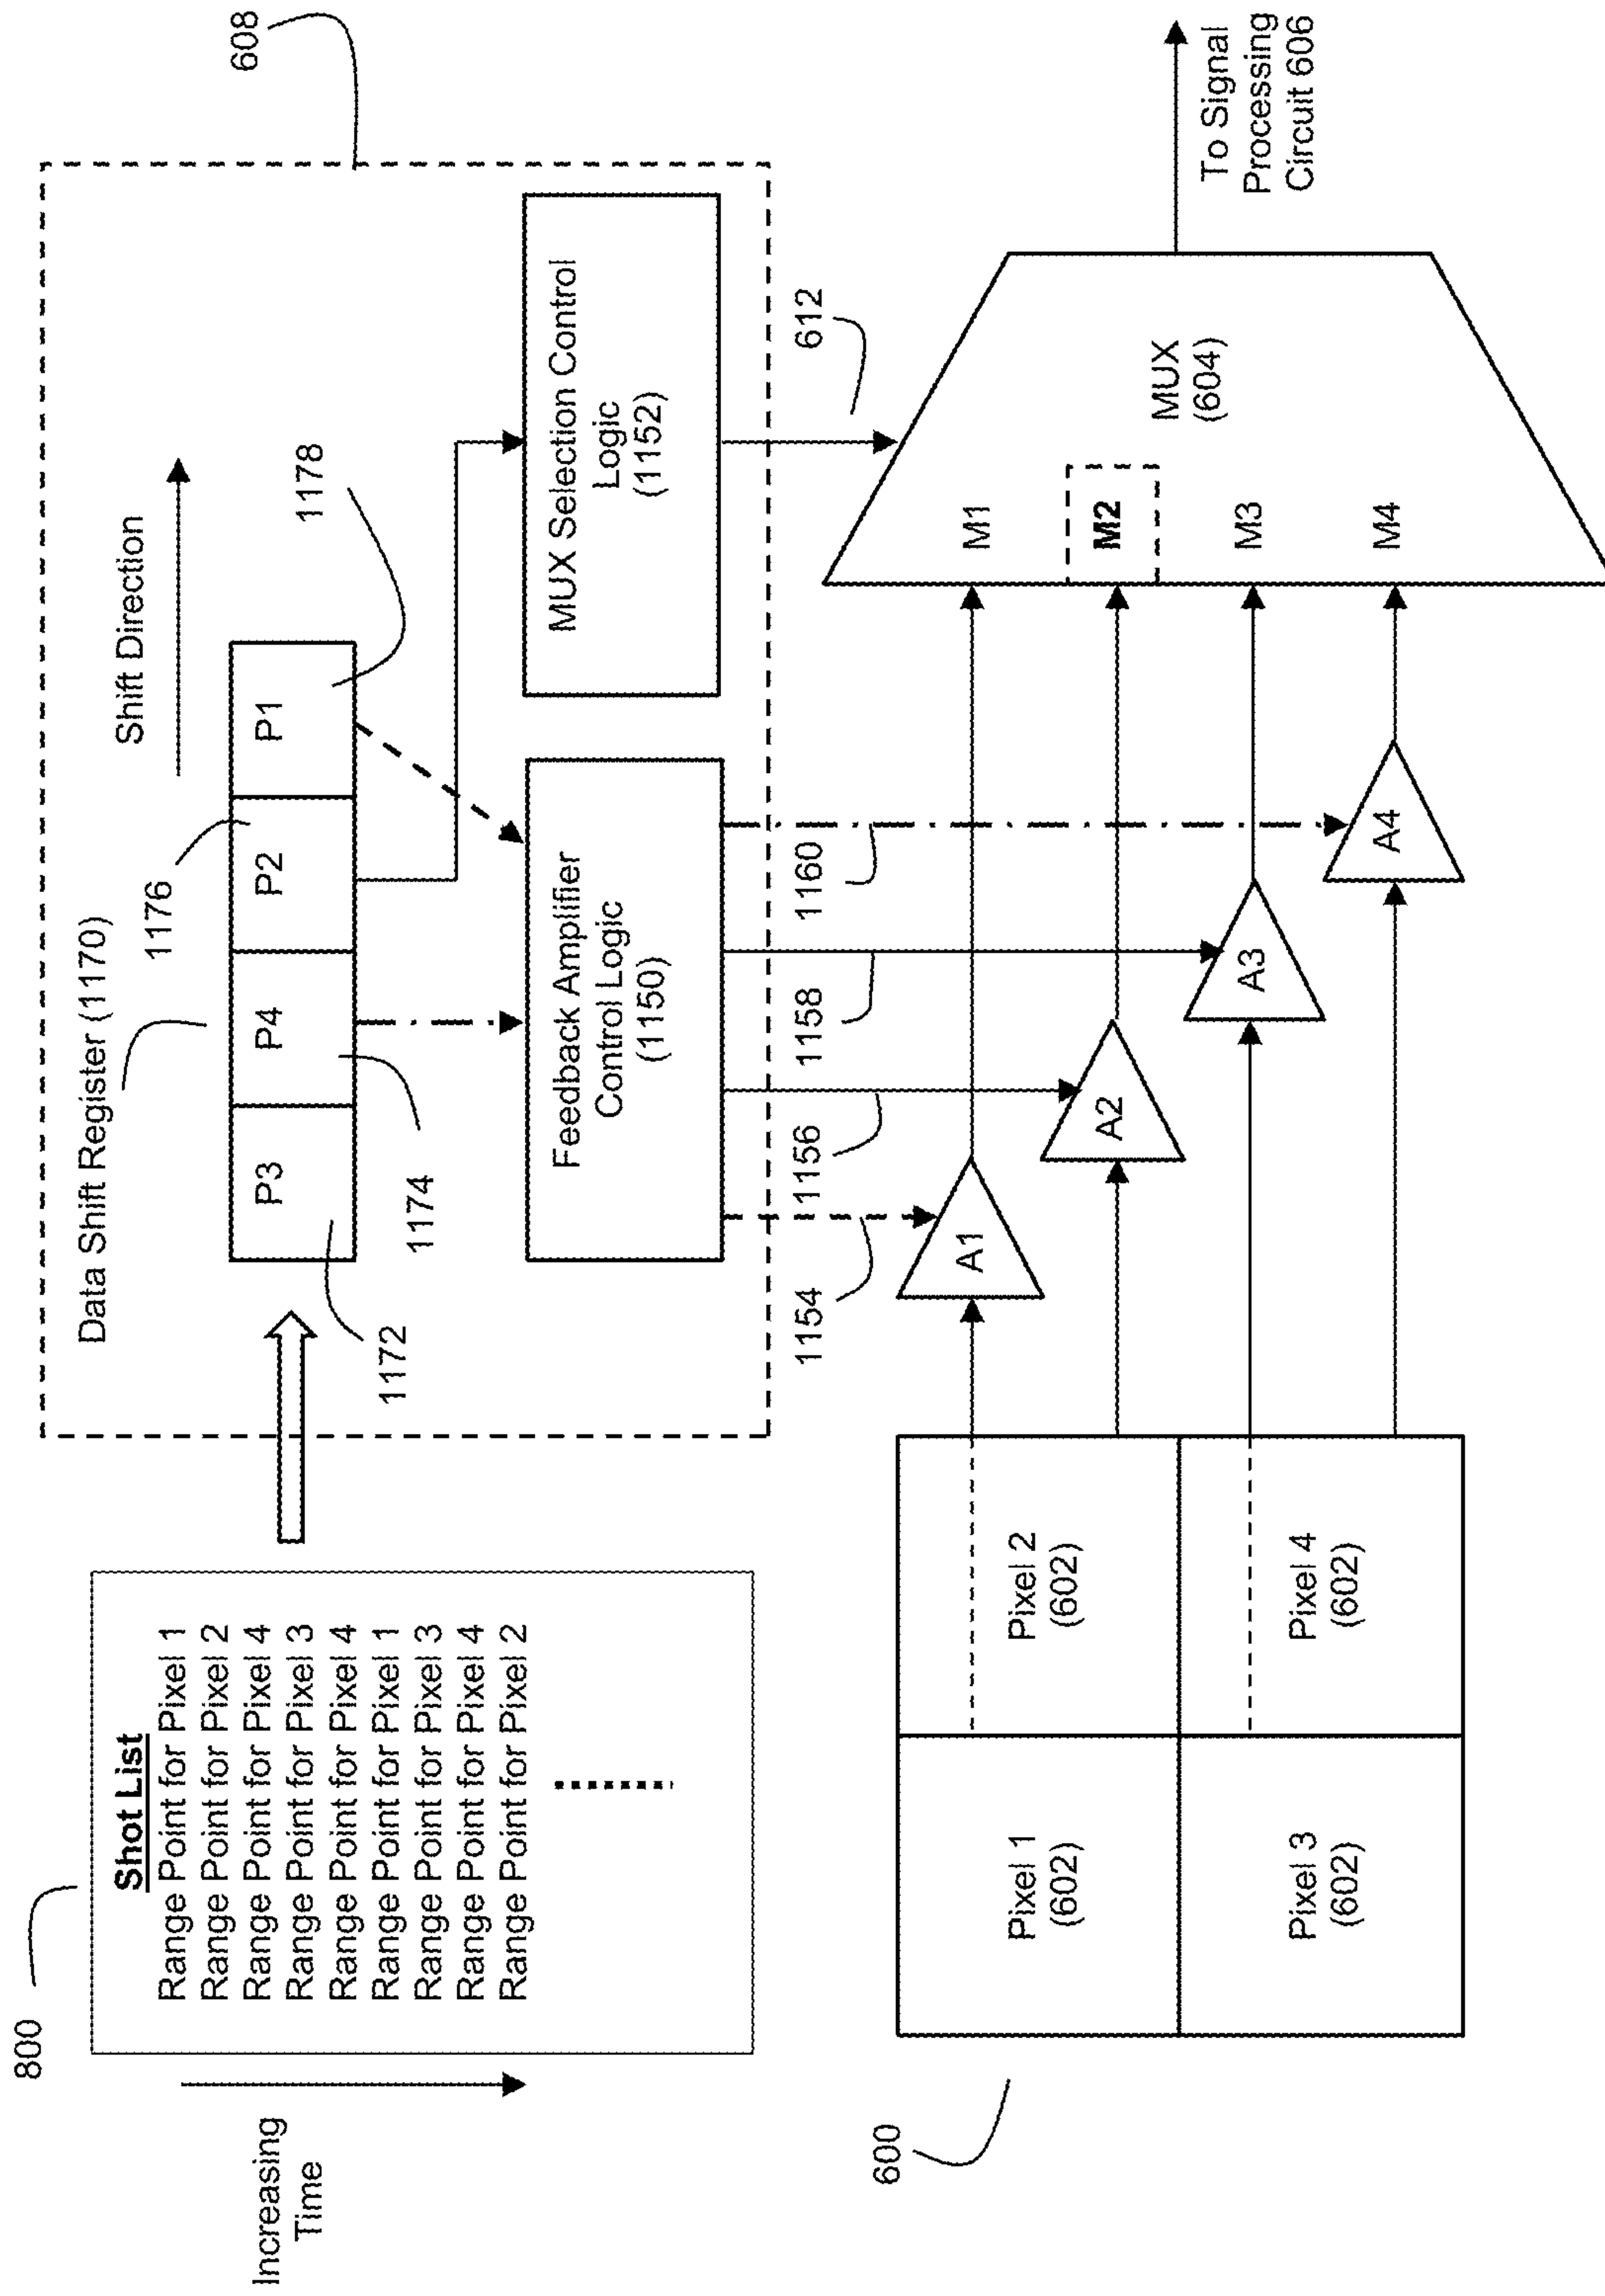 608
Data Shift Register (1170)
1176
Shift Direction
P3
P4
P2
P1
1172
1174
1178
Feedback Amplifier
Control Logic
(1150)
MUX Selection Control
Logic
(1152)
800
Increasing
Time
Shot List
Range Point for Pixel 1
Range Point for Pixel 2
Range Point for Pixel 4
Range Point for Pixel 3
Range Point for Pixel 4
Range Point for Pixel 1
Range Point for Pixel 3
Range Point for Pixel 4
Range Point for Pixel 2
1154
1156
1158
1160
612
600
Pixel 1
(602)
Pixel 2
(602)
Pixel 3
(602)
Pixel 4
(602)
A1
A2
A3
A4
M1
M2
M3
M4
MUX
(604)
To Signal
Processing
Circuit 606